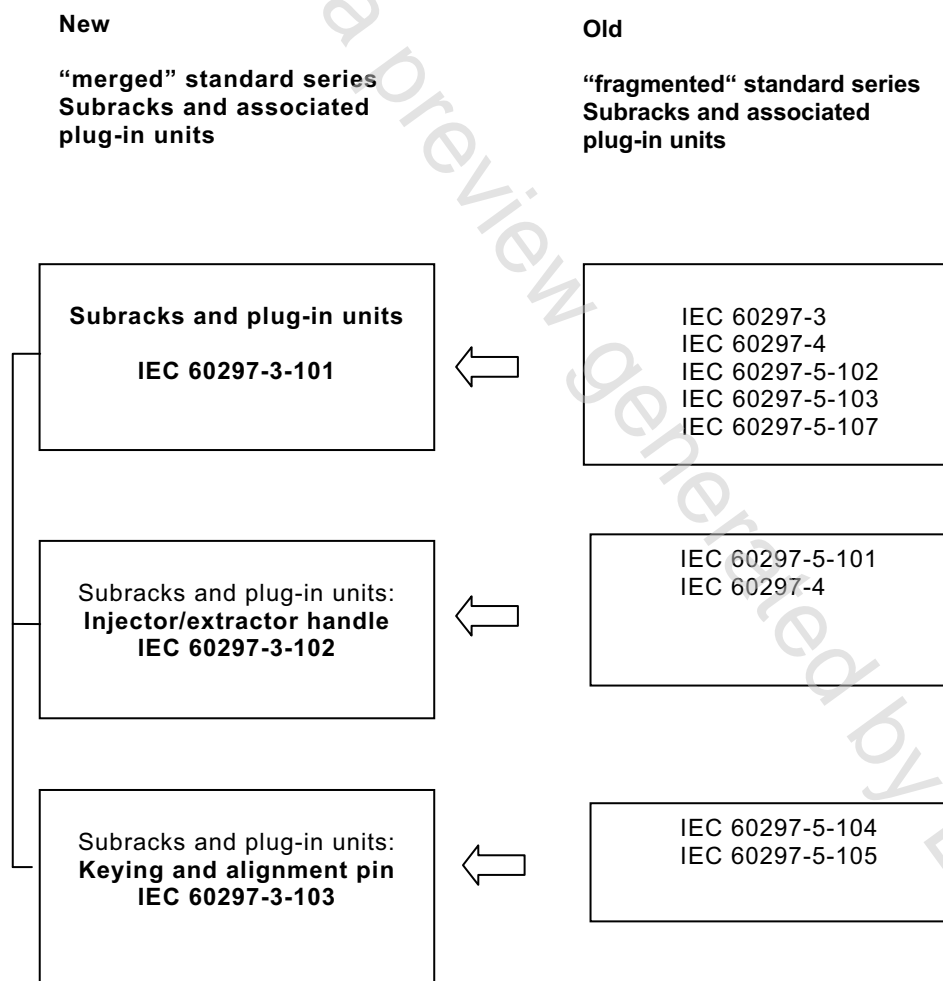 New
“merged” standard series
Subracks and associated
plug-in units
Old
“fragmented“ standard series
Subracks and associated
plug-in units
Subracks and plug-in units
IEC 60297-3-101
IEC 60297-3
IEC 60297-4
IEC 60297-5-102
IEC 60297-5-103
IEC 60297-5-107
Subracks and plug-in units:
Injector/extractor handle
IEC 60297-3-102
IEC 60297-5-101
IEC 60297-4
Subracks and plug-in units:
Keying and alignment pin
IEC 60297-3-103
IEC 60297-5-104
IEC 60297-5-105
a preview generated by